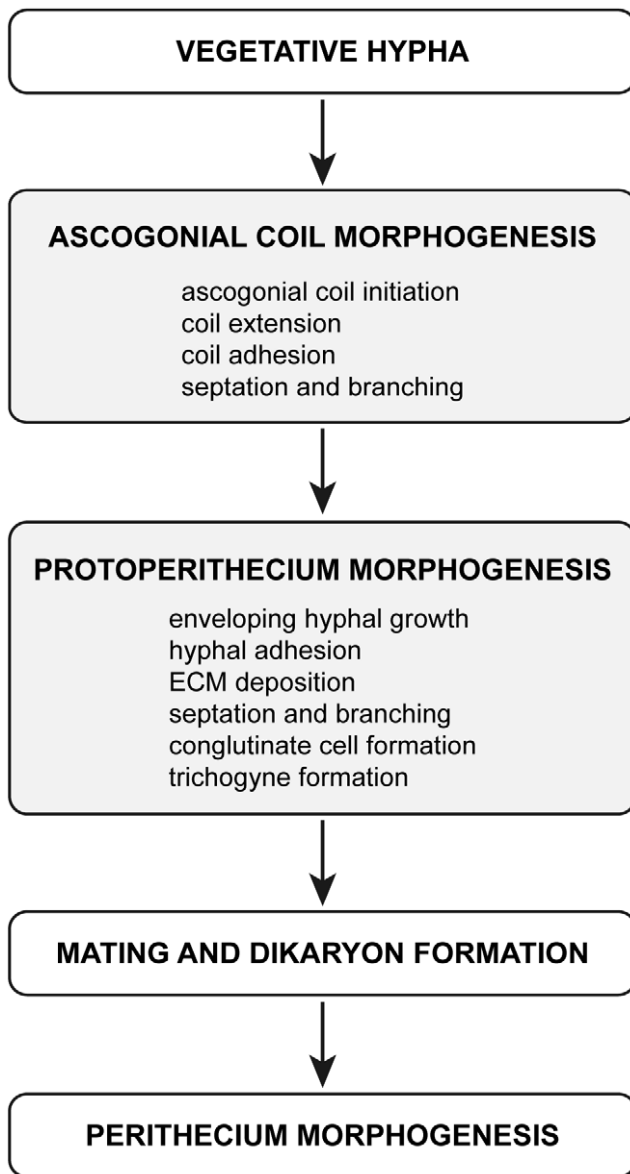 VEGETATIVE HYPHA
ASCOGONIAL COIL MORPHOGENESIS
ascogonial coil initiation
coil extension
coil adhesion
septation and branching
PROTOPERITHECIUM MORPHOGENESIS
enveloping hyphal growth
hyphal adhesion
ECM deposition
septation and branching
conglutinate cell formation
trichogyne formation
MATING AND DIKARYON FORMATION
PERITHECIUM MORPHOGENESIS